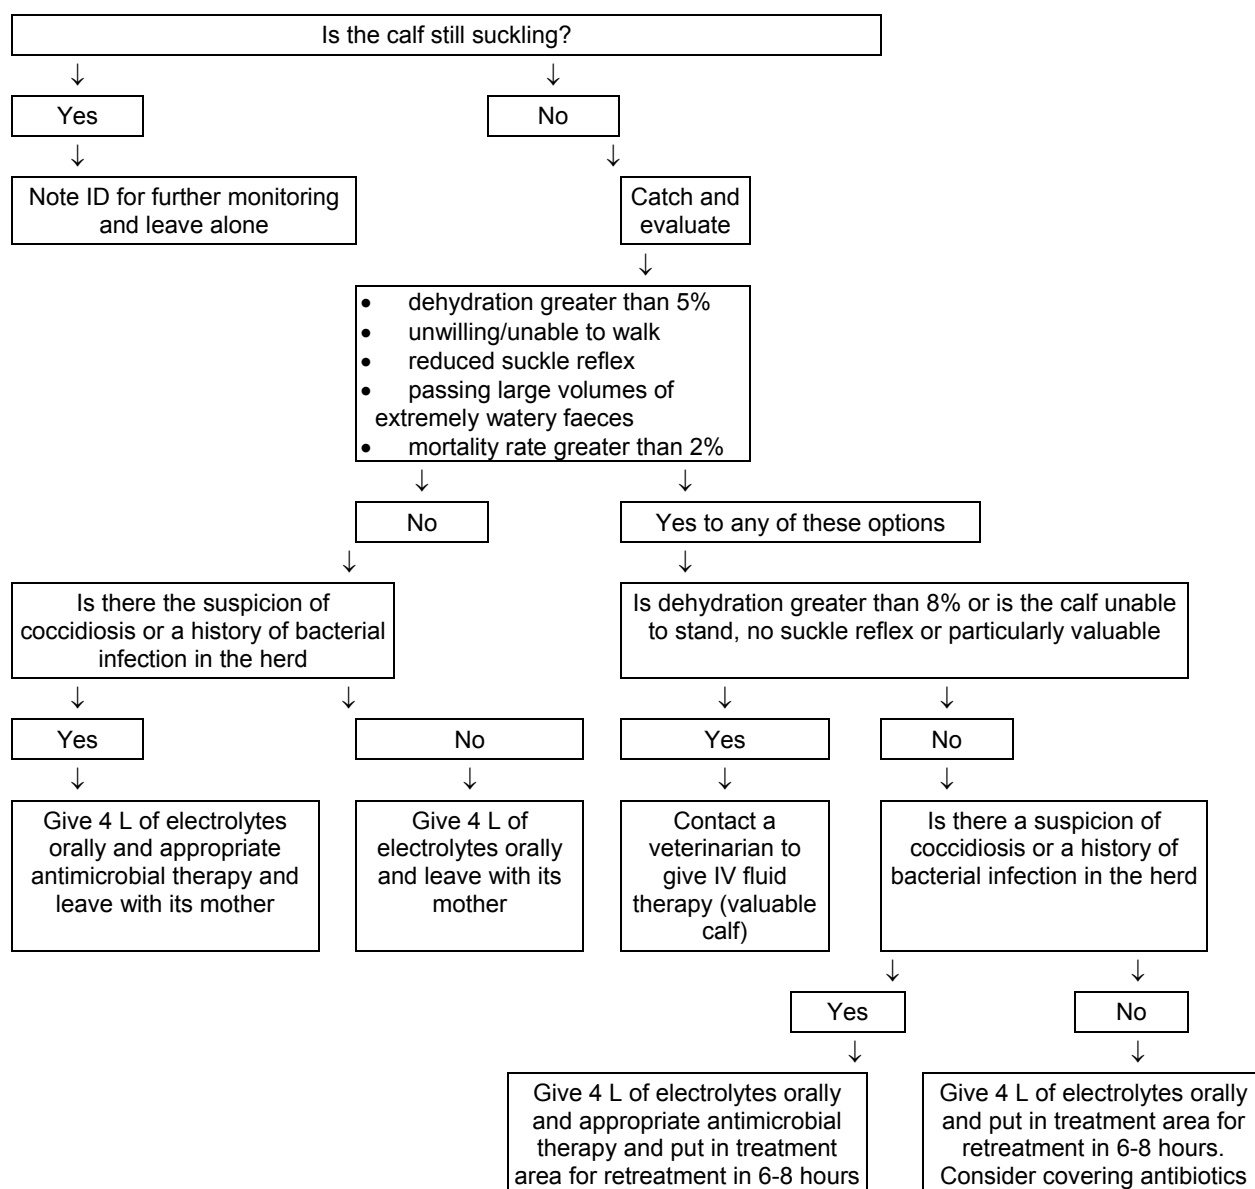 Is the calf still suckling?
↓ ↓
Yes
No
↓ ↓
Note ID for further monitoring
and leave alone
Catch and
evaluate
↓
• dehydration greater than 5%
• unwilling/unable to walk
• reduced suckle reflex
• passing large volumes of
extremely watery faeces
• mortality rate greater than 2%
↓ ↓
No
Yes to any of these options
↓ ↓
Is there the suspicion of
coccidiosis or a history of bacterial
infection in the herd
Is dehydration greater than 8% or is the calf unable
to stand, no suckle reflex or particularly valuable
↓ ↓ ↓ ↓
Yes
No
Yes
No
↓ ↓ ↓ ↓
Give 4 L of electrolytes
orally and appropriate
antimicrobial therapy and
leave with its mother
Give 4 L of
electrolytes orally
and leave with its
mother
Contact a
veterinarian to
give IV fluid
therapy (valuable
calf)
Is there a suspicion of
coccidiosis or a history of
bacterial infection in the herd
↓ ↓
Yes
No
↓ ↓
Give 4 L of electrolytes orally
and appropriate antimicrobial
therapy and put in treatment
area for retreatment in 6-8 hours
Give 4 L of electrolytes orally
and put in treatment area for
retreatment in 6-8 hours.
Consider covering antibiotics